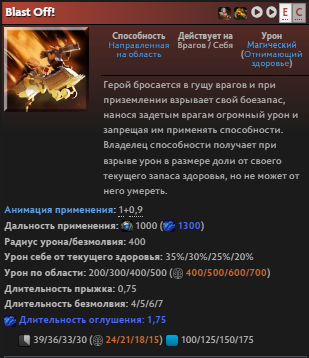 Blast Off!
E C
Способность Действует на Урон
Направленная Враги / Себя Магический
на область (Отнимающий
здоровье)
Герой бросается в гущу врагов и при
приземлении взрывает свой боезапас,
нанося задетым врагам огромный урон и
запрещая им применять способности.
Владелец способности получает при
взрыве урон в размере доли от своего
текущего запаса здоровья, но не может от
него умереть.
Анимация применения: 1+0,9
Дальность применения: 1000 ( 1300)
Радиус урона/безмолвия: 400
Урон себе от текущего здоровья: 35%/30%/25%/20%
Урон по области: 200/300/400/500 ( 400/500/600/700)
Длительность прыжка: 0,75
Длительность безмолвия: 4/5/6/7
Длительность оглушения: 1,75
39/36/33/30 ( 24/21/18/15) 100/125/150/175